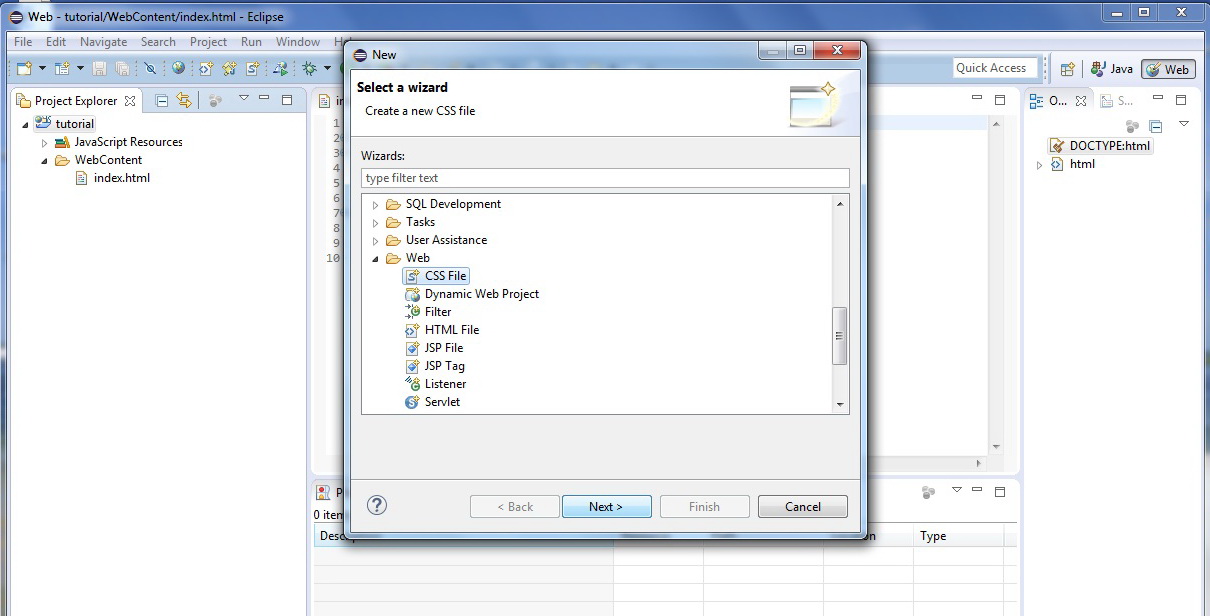 Web - tutorial/WebContent/index.html - Eclipse
File Edit Navigate Search Project Run Window
Quick Access Java Web
Project Explorer
tutorial
JavaScript Resources
WebContent
index.html
1
2
3
4
5
6
7
8
9
10
New
Select a wizard
Create a new CSS file
Wizards:
type filter text
SQL Development
Tasks
User Assistance
Web
CSS File
Dynamic Web Project
Filter
HTML File
JSP File
JSP Tag
Listener
Servlet
? < Back Next > Finish Cancel
O... S...
DOCTYPE:html
html
0
Type